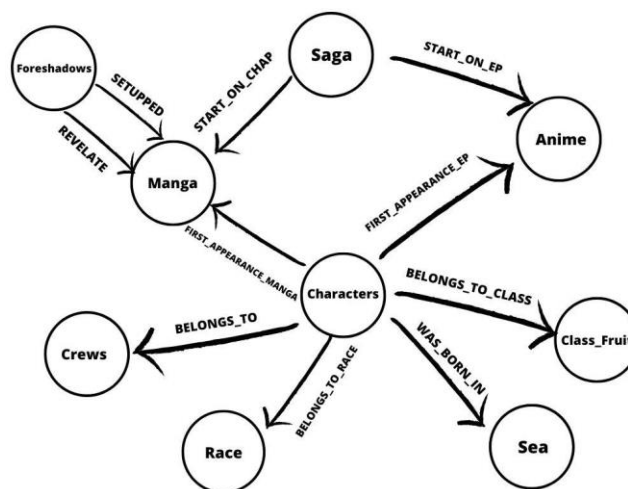 Foreshadows
SETUPPED
REVELATE
Manga
START_ON_CHAP
Saga
START_ON_EP
Anime
FIRST_APPEARANCE_EP
FIRST_APPEARANCE_MANGA
Characters
BELONGS_TO_CLASS
Class_Fruit
BELONGS_TO
Crews
BELONGS_TO_RACE
Race
WAS_BORN_IN
Sea